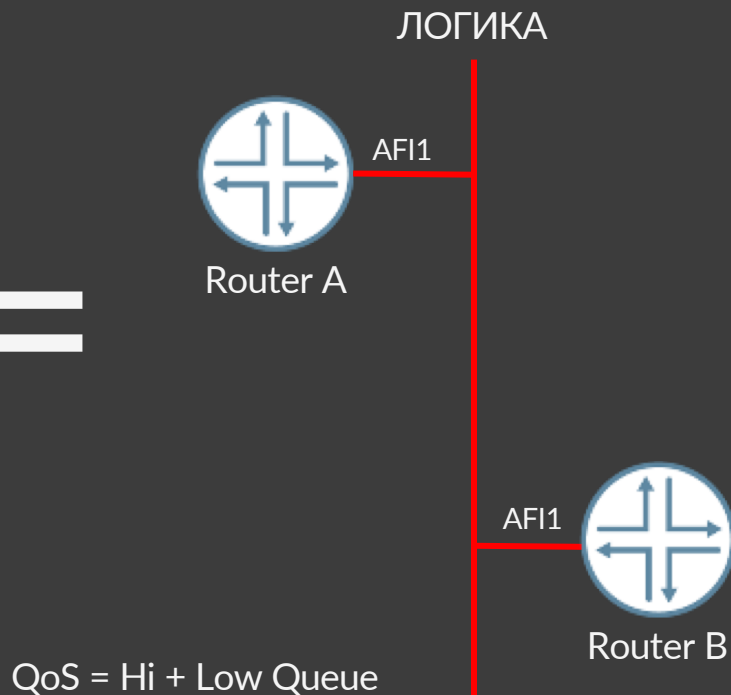 ЛОГИКА
AFI1
Router A
AFI1
Router B
QoS = Hi + Low Queue